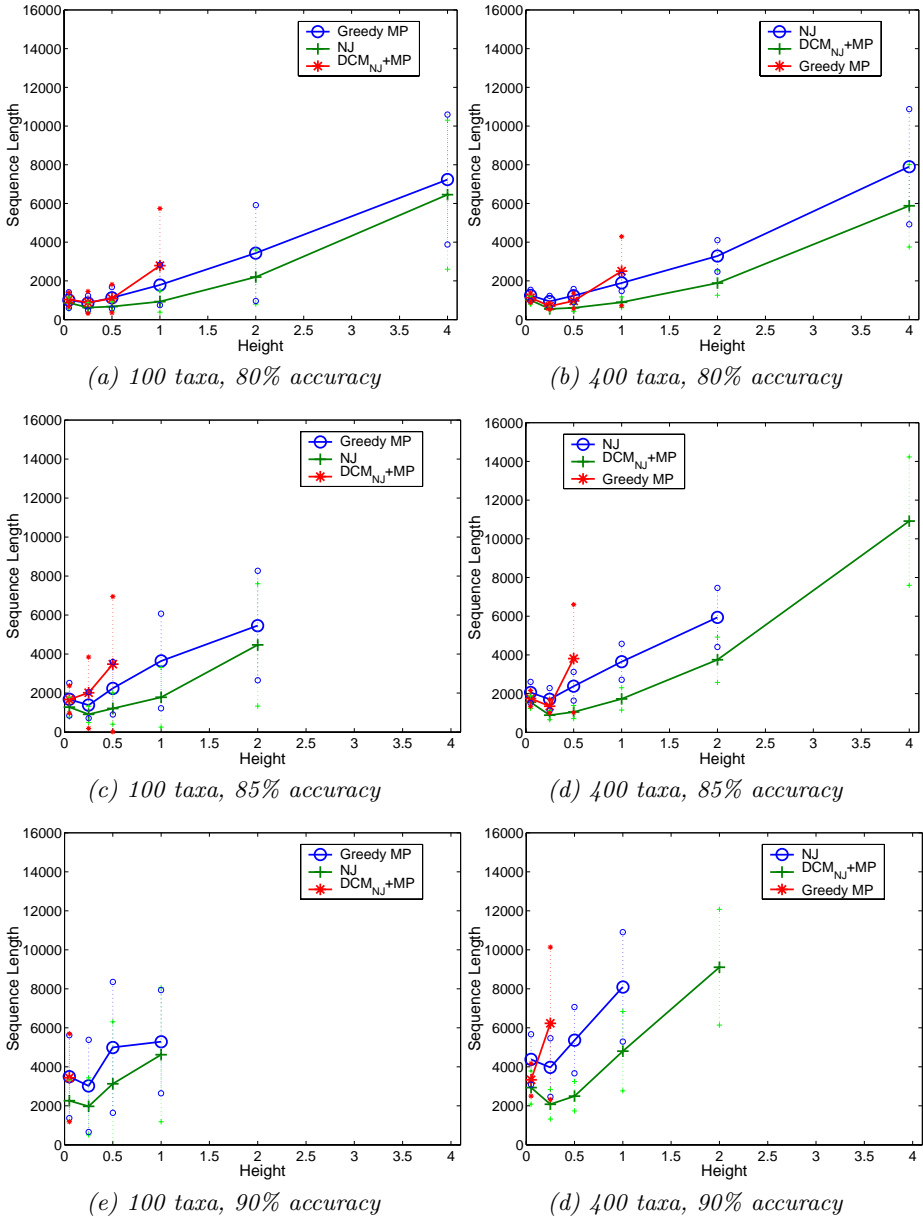 16000
14000
12000
10000
8000
6000
4000
2000
0
Sequence Length
0 0.5 1 1.5 2 2.5 3 3.5 4
Height
Greedy MP
NJ
DCM_NJ+MP
(a) 100 taxa, 80% accuracy
16000
14000
12000
10000
8000
6000
4000
2000
0
Sequence Length
0 0.5 1 1.5 2 2.5 3 3.5 4
Height
NJ
DCM_NJ+MP
Greedy MP
(b) 400 taxa, 80% accuracy
16000
14000
12000
10000
8000
6000
4000
2000
0
Sequence Length
0 0.5 1 1.5 2 2.5 3 3.5 4
Height
Greedy MP
NJ
DCM_NJ+MP
(c) 100 taxa, 85% accuracy
16000
14000
12000
10000
8000
6000
4000
2000
0
Sequence Length
0 0.5 1 1.5 2 2.5 3 3.5 4
Height
NJ
DCM_NJ+MP
Greedy MP
(d) 400 taxa, 85% accuracy
16000
14000
12000
10000
8000
6000
4000
2000
0
Sequence Length
0 0.5 1 1.5 2 2.5 3 3.5 4
Height
Greedy MP
NJ
DCM_NJ+MP
(e) 100 taxa, 90% accuracy
16000
14000
12000
10000
8000
6000
4000
2000
0
Sequence Length
0 0.5 1 1.5 2 2.5 3 3.5 4
Height
NJ
DCM_NJ+MP
Greedy MP
(d) 400 taxa, 90% accuracy